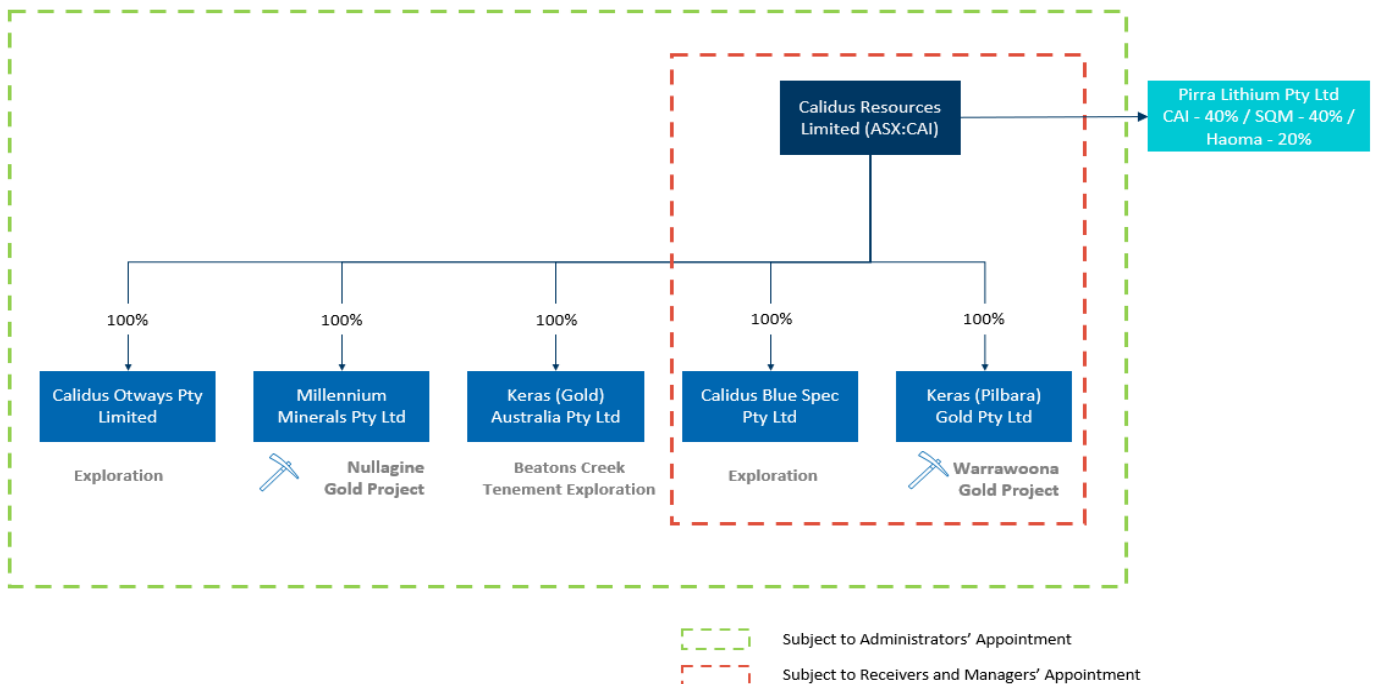 Calidus Resources
Limited (ASX:CAI)
Pirra Lithium Pty Ltd
CAI - 40% / SQM - 40% /
Haoma - 20%
100%
100%
100%
100%
100%
Calidus Otways Pty
Limited
Millennium
Minerals Pty Ltd
Keras (Gold)
Australia Pty Ltd
Calidus Blue Spec
Pty Ltd
Keras (Pilbara)
Gold Pty Ltd
Exploration
Nullagine
Gold Project
Beatons Creek
Tenement Exploration
Exploration
Warrawoona
Gold Project
Subject to Administrators’ Appointment
Subject to Receivers and Managers’ Appointment